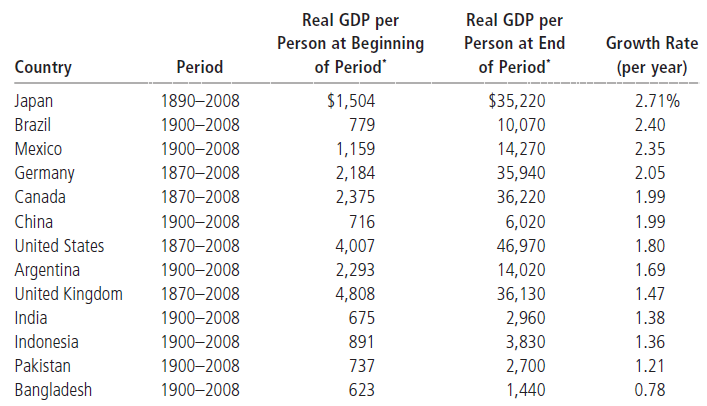 Real GDP per Real GDP per
Person at Beginning Person at End Growth Rate
Country Period of Period* of Period* (per year)
Japan 1890–2008 $1,504 $35,220 2.71%
Brazil 1900–2008 779 10,070 2.40
Mexico 1900–2008 1,159 14,270 2.35
Germany 1870–2008 2,184 35,940 2.05
Canada 1870–2008 2,375 36,220 1.99
China 1900–2008 716 6,020 1.99
United States 1870–2008 4,007 46,970 1.80
Argentina 1900–2008 2,293 14,020 1.69
United Kingdom 1870–2008 4,808 36,130 1.47
India 1900–2008 675 2,960 1.38
Indonesia 1900–2008 891 3,830 1.36
Pakistan 1900–2008 737 2,700 1.21
Bangladesh 1900–2008 623 1,440 0.78